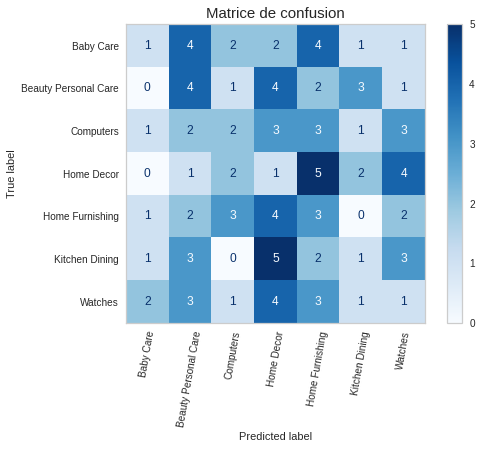 Matrice de confusion
Baby Care 1 4 2 2 4 1 1
Beauty Personal Care 0 4 1 4 2 3 1
Computers 1 2 2 3 3 1 3
Home Decor 0 1 2 1 5 2 4
Home Furnishing 1 2 3 4 3 0 2
Kitchen Dining 1 3 0 5 2 1 3
Watches 2 3 1 4 3 1 1
True label
Baby Care
Beauty Personal Care
Computers
Home Decor
Home Furnishing
Kitchen Dining
Watches
Predicted label
5
4
3
2
1
0